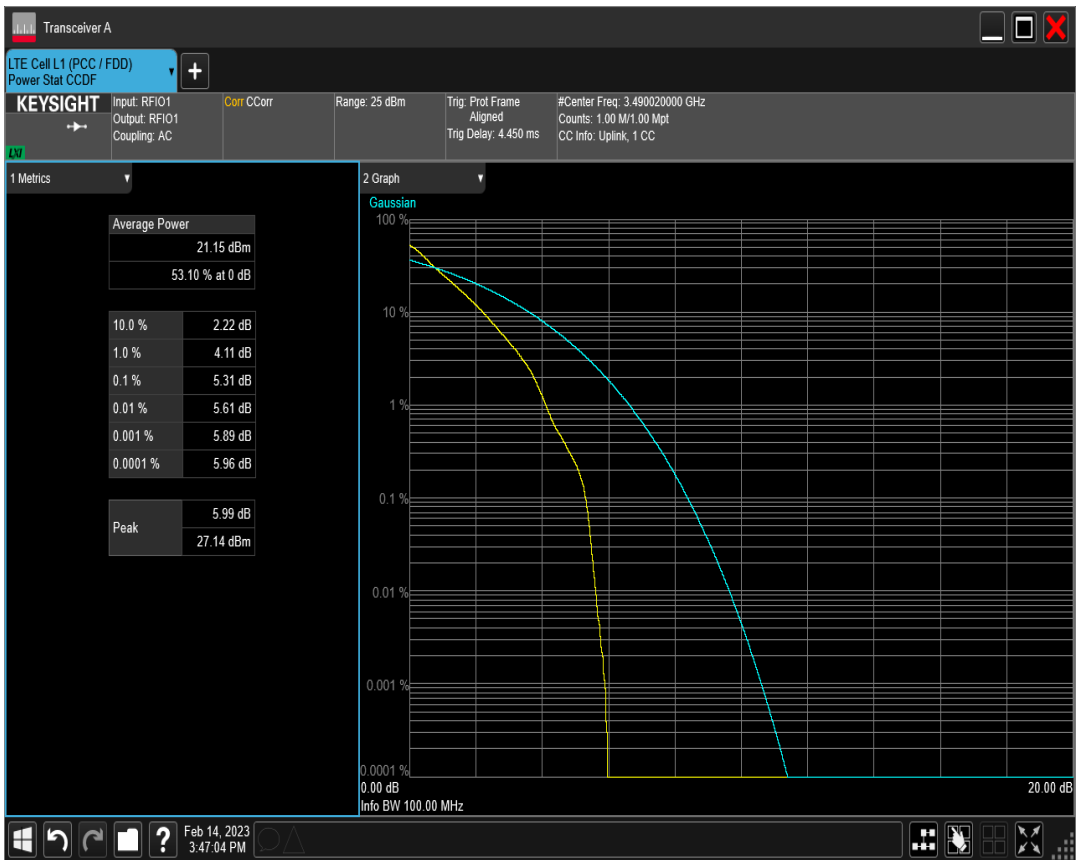 Transceiver A
LTE Cell L1 (PCC / FDD)
Power Stat CCDF
KEYSIGHT
Input: RFIO1
Output: RFIO1
Coupling: AC
Corr CCorr
Range: 25 dBm
Trig: Prot Frame
Aligned
Trig Delay: 4.450 ms
#Center Freq: 3.490020000 GHz
Counts: 1.00 M/1.00 Mpt
CC Info: Uplink, 1 CC
LXI
1 Metrics
Average Power
21.15 dBm
53.10 % at 0 dB
10.0 % 2.22 dB
1.0 % 4.11 dB
0.1 % 5.31 dB
0.01 % 5.61 dB
0.001 % 5.89 dB
0.0001 % 5.96 dB
Peak
5.99 dB
27.14 dBm
2 Graph
Gaussian
100 %
10 %
1 %
0.1 %
0.01 %
0.001 %
0.0001 %
0.00 dB 20.00 dB
Info BW 100.00 MHz
?
Feb 14, 2023
3:47:04 PM